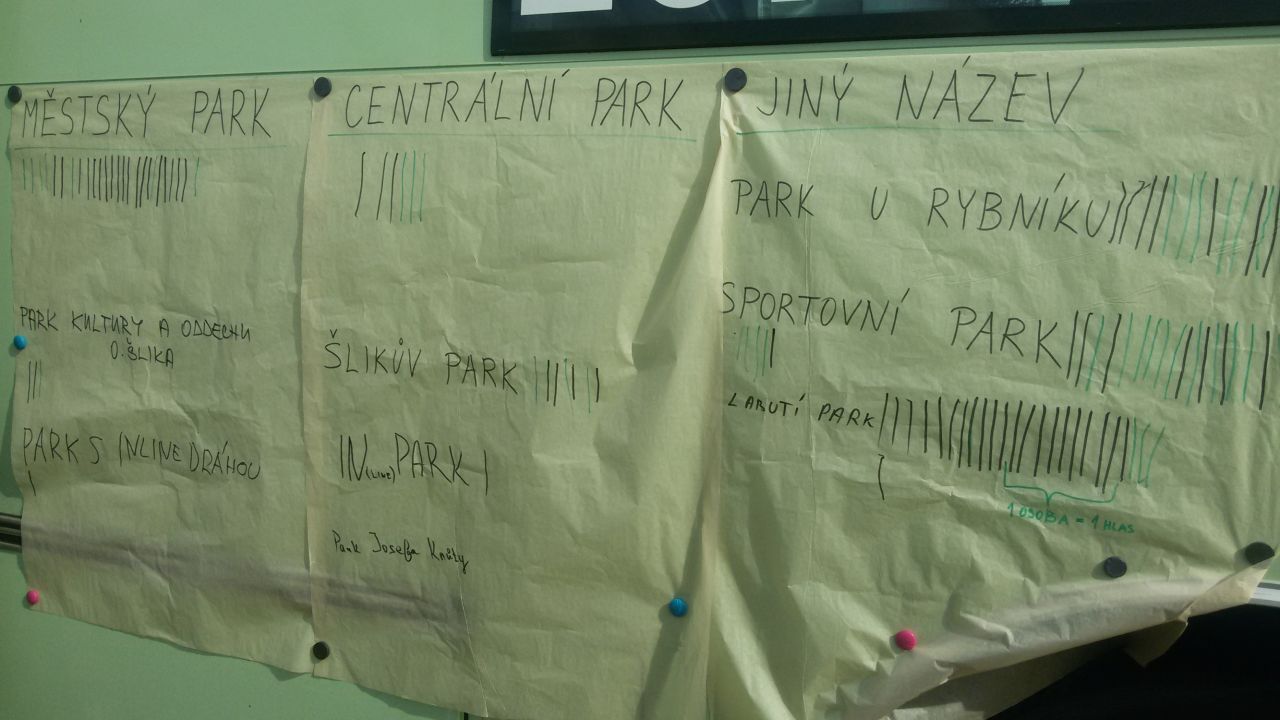 MĚSTSKÝ PARK
PARK KULTURY A ODDECHU
O.ŠLIKA
PARK S INLINE DRÁHOU
CENTRÁLNÍ PARK
ŠLIKŮV PARK
IN(LINE) PARK
Park Josefa Knůly
JINÝ NÁZEV
PARK U RYBNÍKU
SPORTOVNÍ PARK
LABUTÍ PARK
1 OSOBA = 1 HLAS